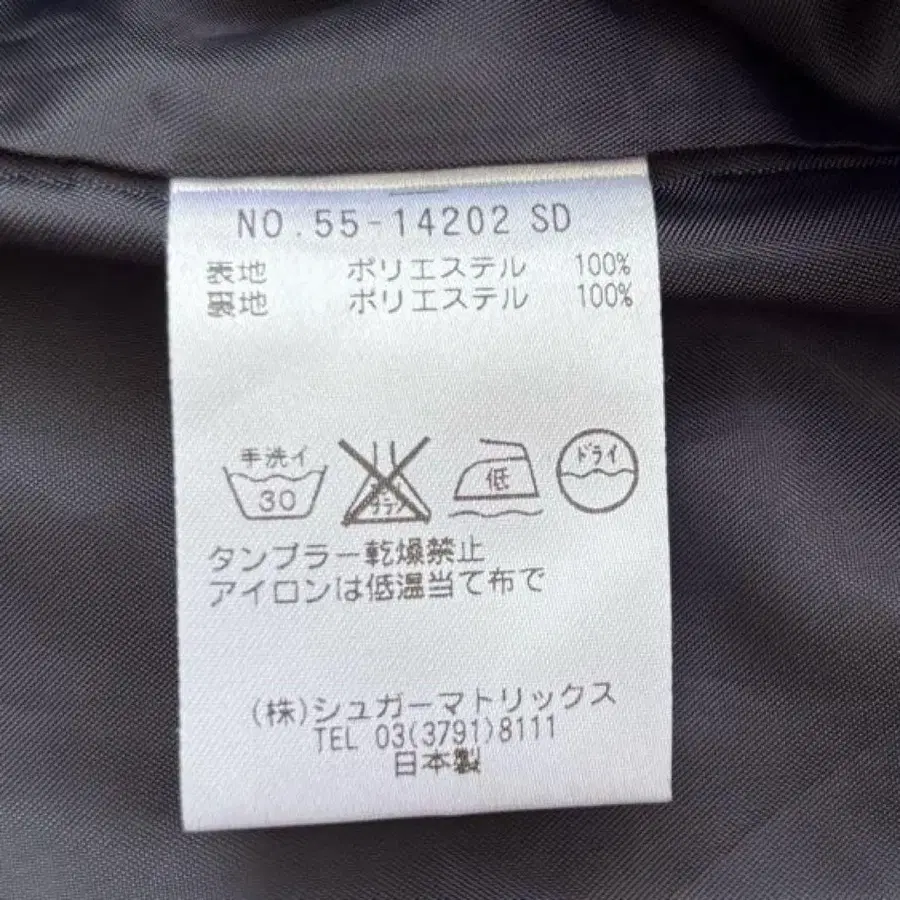 NO.55-14202 SD
表地 ポリエステル 100%
裏地 ポリエステル 100%
手洗イ 30 低 ドライ
タンブラー乾燥禁止
アイロンは低温当て布で
(株)シュガーマトリックス
TEL 03(3791)8111
日本製